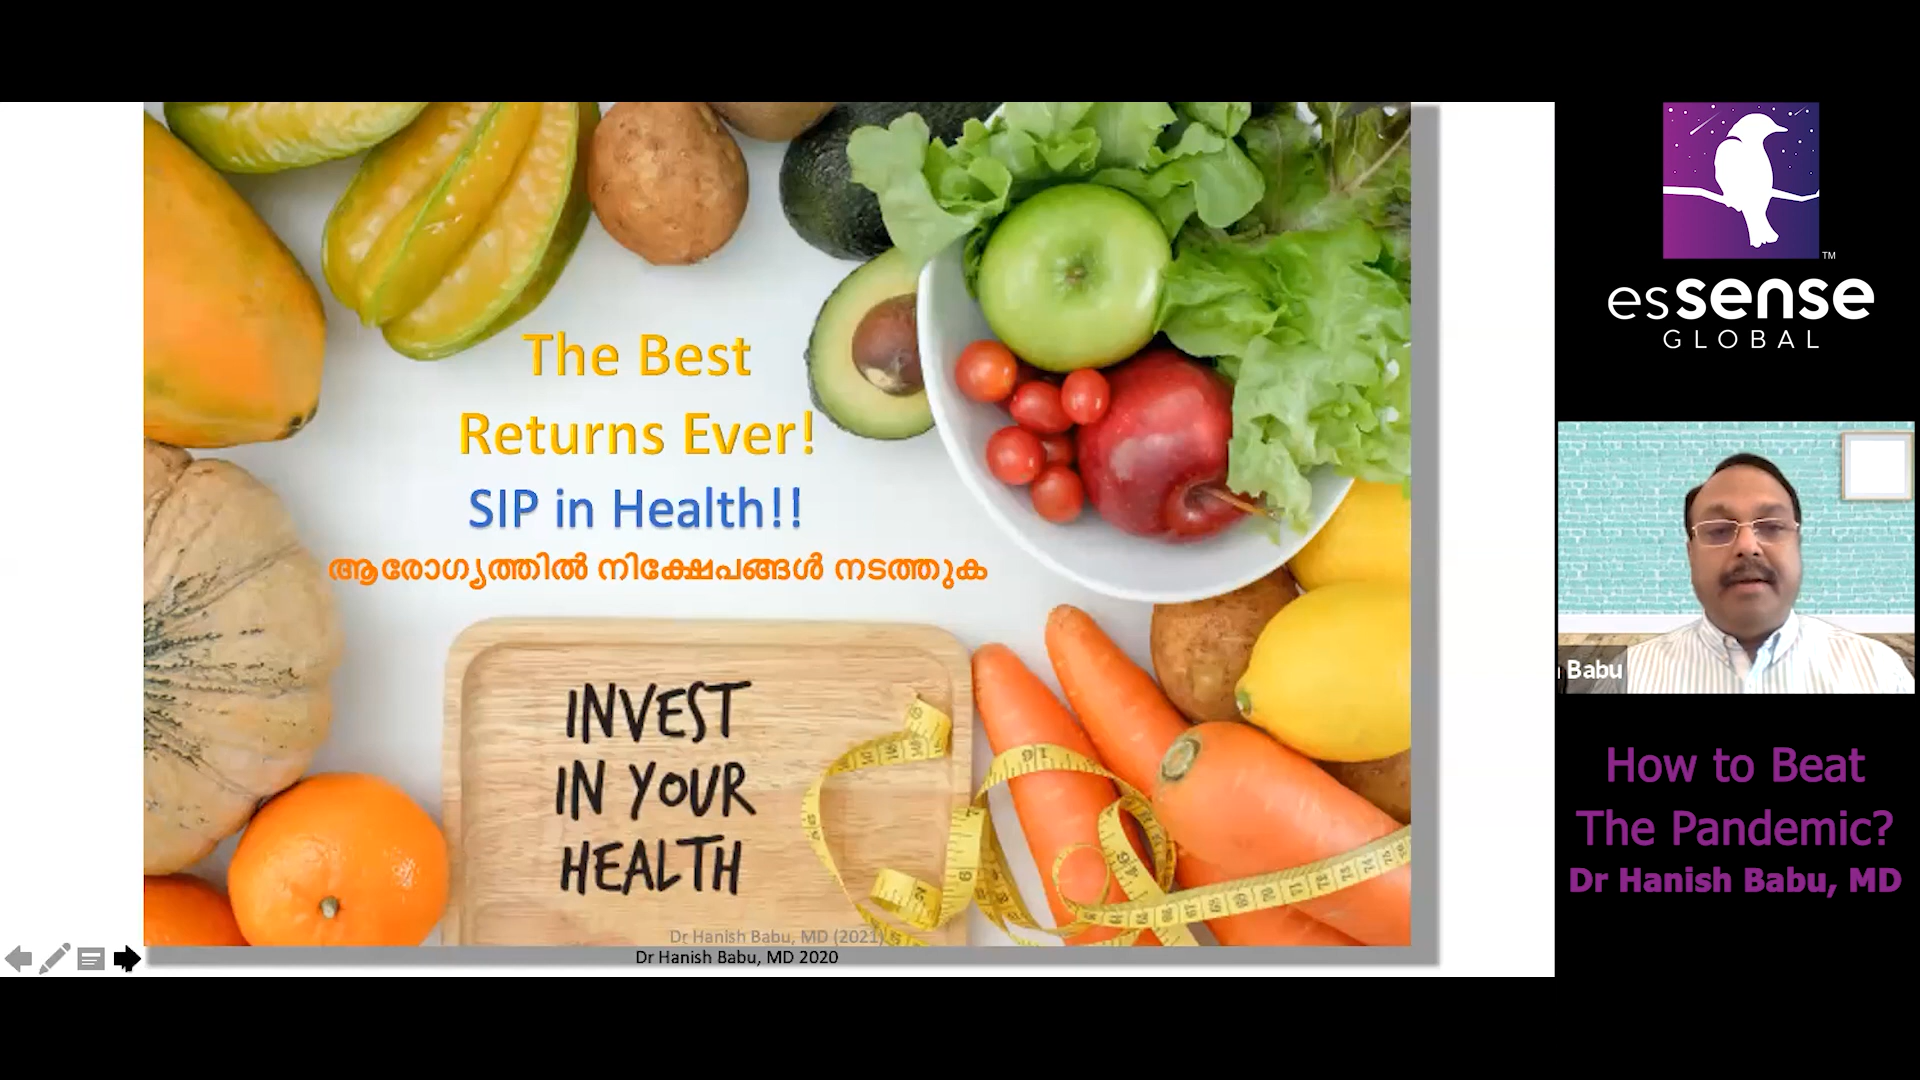 The Best
Returns Ever!
SIP in Health!!
ആരോഗ്യത്തിൽ നിക്ഷേപങ്ങൾ നടത്തുക
INVEST
IN YOUR
HEALTH
Dr Hanish Babu, MD (2021)
Dr Hanish Babu, MD 2020
TM
esSense
GLOBAL
Babu
How to Beat
The Pandemic?
Dr Hanish Babu, MD